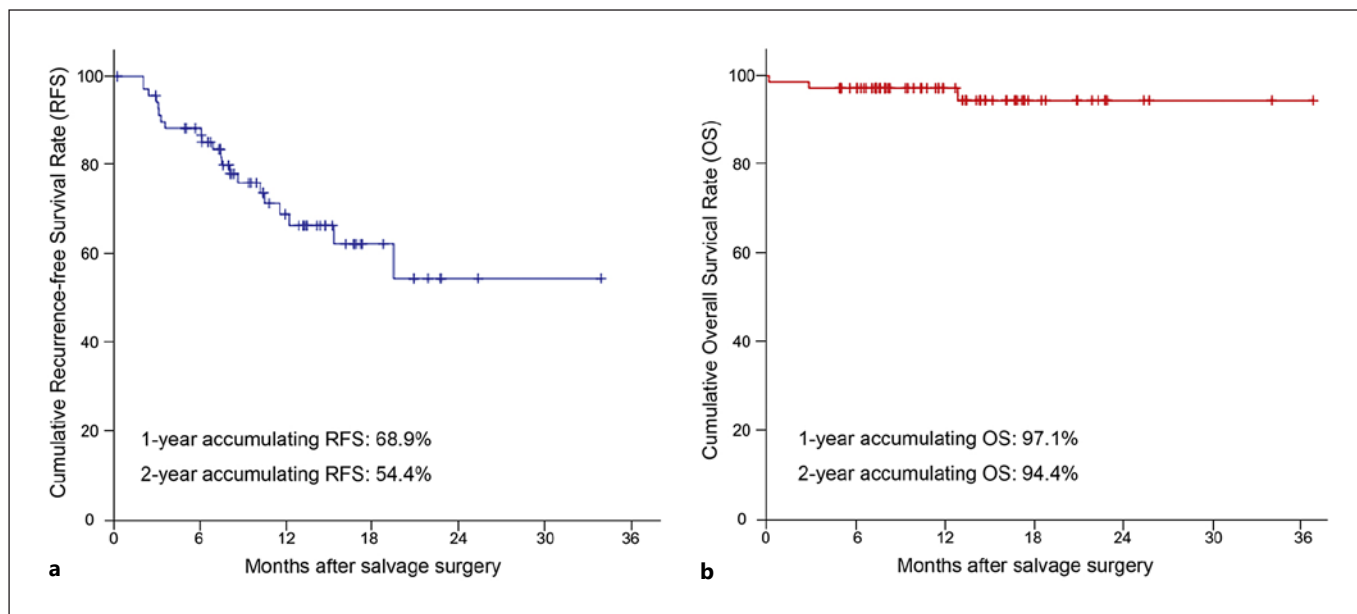 Cumulative Recurrence-free Survival Rate (RFS)
100
80
60
40
20
0
1-year accumulating RFS: 68.9%
2-year accumulating RFS: 54.4%
0 6 12 18 24 30 36
Months after salvage surgery
a
Cumulative Overall Survical Rate (OS)
100
80
60
40
20
0
1-year accumulating OS: 97.1%
2-year accumulating OS: 94.4%
0 6 12 18 24 30 36
Months after salvage surgery
b